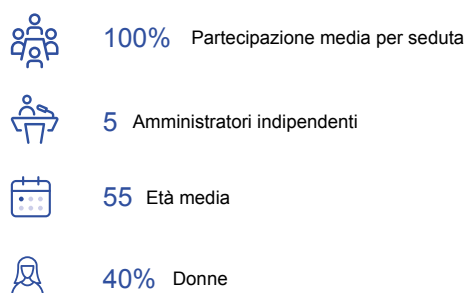 100% Partecipazione media per seduta
5 Amministratori indipendenti
55 Età media
40% Donne